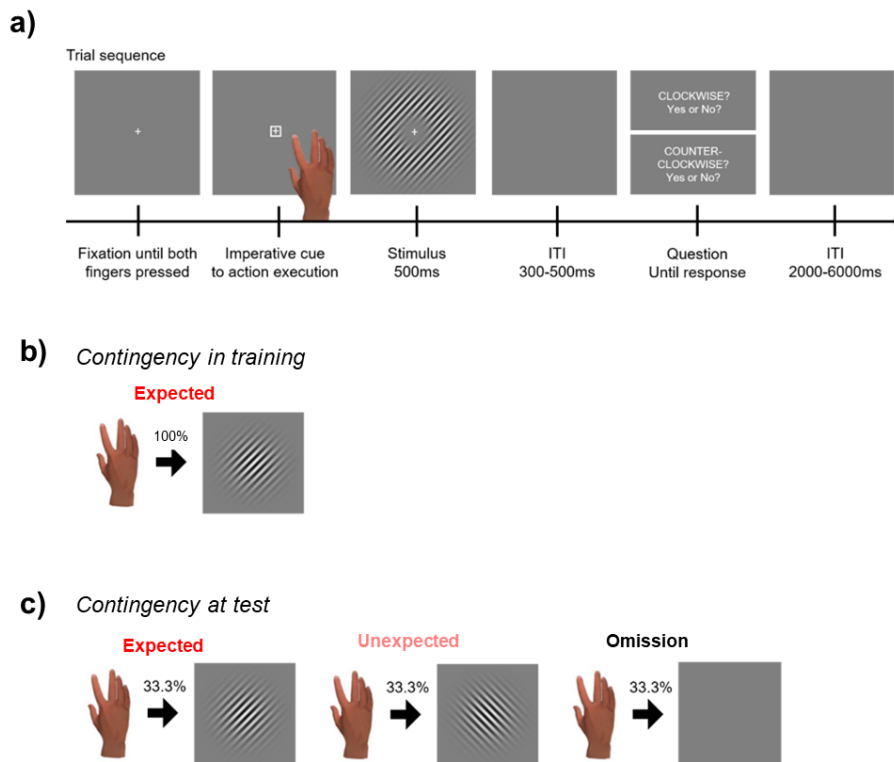 a)
Trial sequence
CLOCKWISE?
Yes or No?
COUNTER-
CLOCKWISE?
Yes or No?
Fixation until both
fingers pressed
Imperative cue
to action execution
Stimulus
500ms
ITI
300-500ms
Question
Until response
ITI
2000-6000ms
b)
Contingency in training
Expected
100%
c)
Contingency at test
Expected
33.3%
Unexpected
33.3%
Omission
33.3%